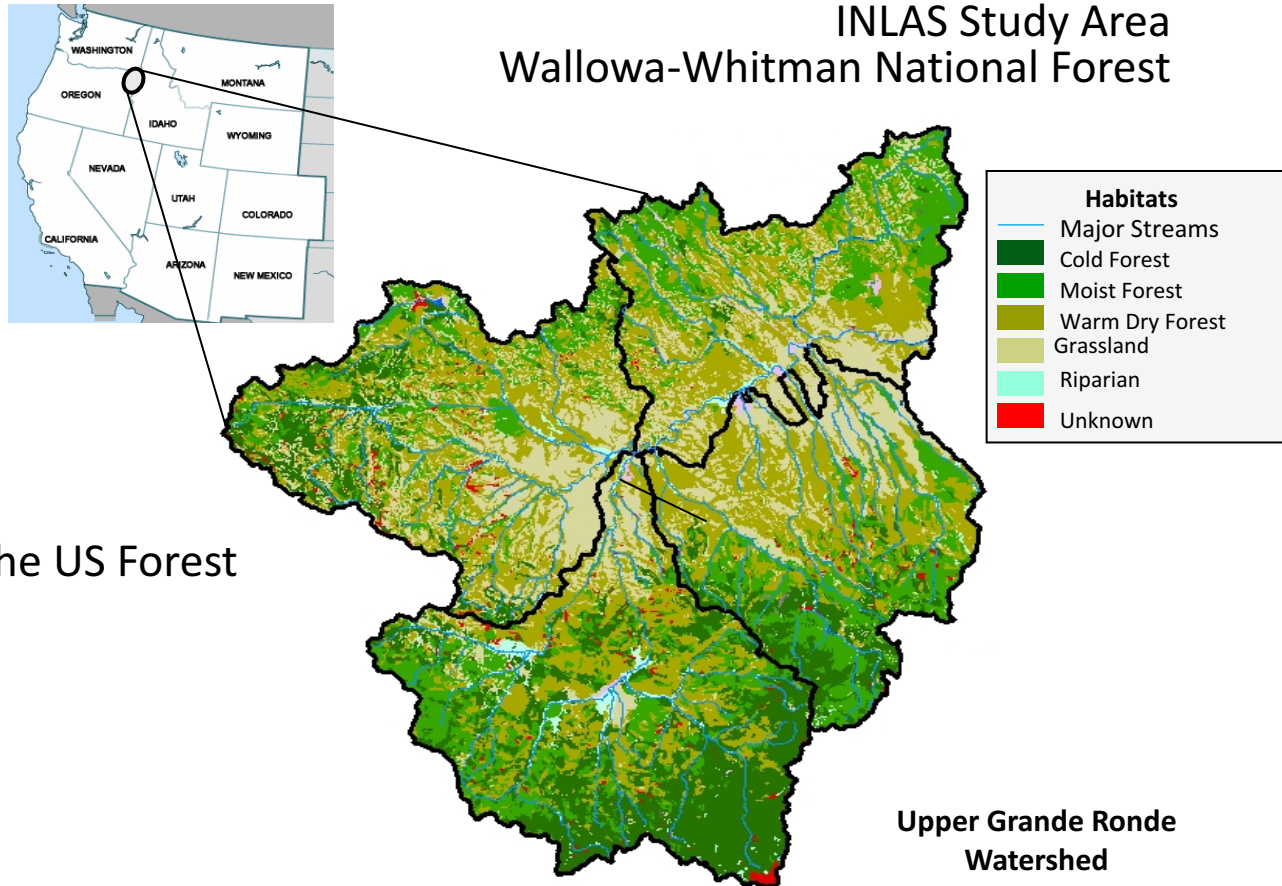 INLAS Study Area
Wallowa-Whitman National Forest
WASHINGTON
MONTANA
OREGON
IDAHO
WYOMING
NEVADA
UTAH
COLORADO
CALIFORNIA
ARIZONA
NEW MEXICO
Habitats
Major Streams
Cold Forest
Moist Forest
Warm Dry Forest
Grassland
Riparian
Unknown
he US Forest
Upper Grande Ronde
Watershed